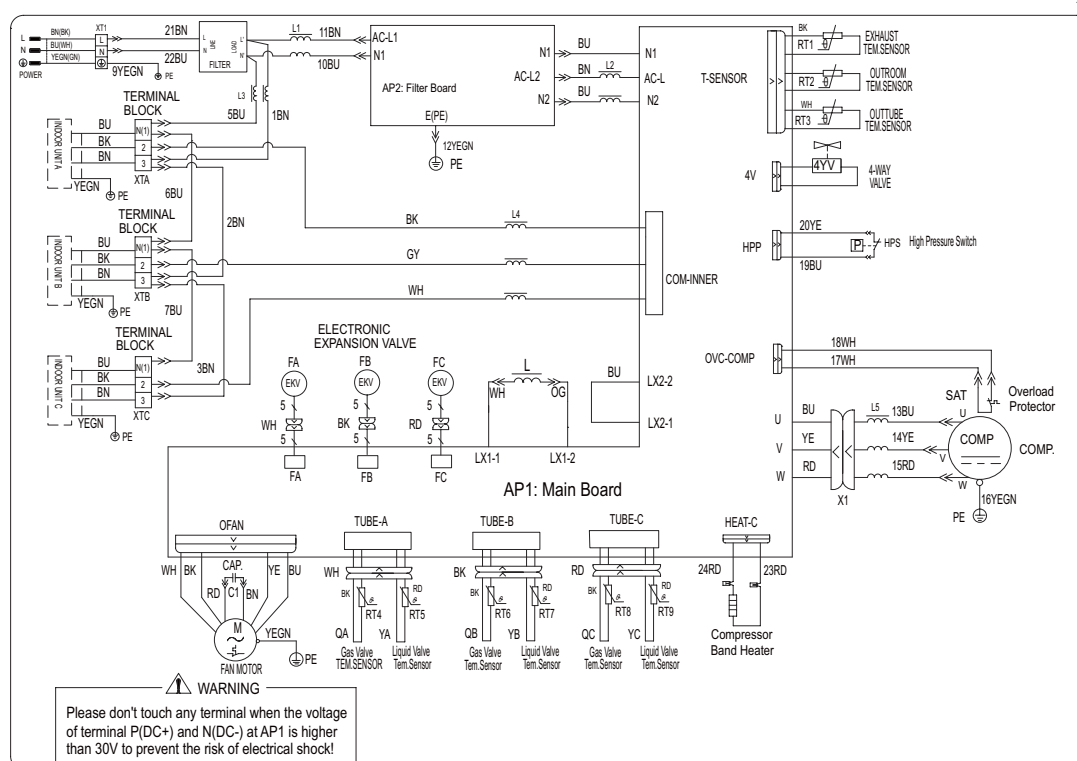 BN(BK)
XT1
21BN
L
L
L
L'
BU(WH)
LINE
LOAD
N
N
N
N'
YEGN(GN)
22BU
FILTER
POWER
9YEGN
PE
L1
11BN
10BU
L3
5BU
1BN
AC-L1
N1
AP2: Filter Board
N1
AC-L2
N2
E(PE)
12YEGN
PE
BU
BN
L2
BU
N1
AC-L
N2
T-SENSOR
BK
RT1
EXHAUST
TEM.SENSOR
RT2
OUTROOM
TEM.SENSOR
WH
RT3
OUTTUBE
TEM.SENSOR
4V
4YV
4-WAY
VALVE
HPP
20YE
P
HPS
High Pressure Switch
19BU
TERMINAL
BLOCK
INDOOR UNIT A
BU
BK
BN
YEGN
PE
N(1)
2
3
XTA
6BU
2BN
TERMINAL
BLOCK
INDOOR UNIT B
BU
BK
BN
YEGN
PE
N(1)
2
3
XTB
7BU
TERMINAL
BLOCK
INDOOR UNIT C
BU
BK
BN
YEGN
PE
N(1)
2
3
XTC
3BN
BK
L4
GY
WH
COM-INNER
ELECTRONIC
EXPANSION VALVE
FA
FB
FC
EKV
EKV
EKV
5
5
5
WH
BK
RD
5
5
5
FA
FB
FC
L
WH
OG
LX1-1
LX1-2
BU
LX2-2
LX2-1
OVC-COMP
18WH
17WH
SAT
Overload
Protector
U
BU
L5
13BU
U
V
YE
14YE
V
COMP
COMP.
W
RD
15RD
W
X1
16YEGN
PE
AP1: Main Board
OFAN
WH
BK
CAP.
YE
BU
RD
C1
BN
M
YEGN
PE
FAN MOTOR
TUBE-A
WH
BK
RD
RT4
RT5
QA
YA
Gas Valve
TEM.SENSOR
Liquid Valve
Tem.Sensor
TUBE-B
BK
BK
RD
RT6
RT7
QB
YB
Gas Valve
Tem.Sensor
Liquid Valve
Tem.Sensor
TUBE-C
RD
BK
RD
RT8
RT9
QC
YC
Gas Valve
Tem.Sensor
Liquid Valve
Tem.Sensor
HEAT-C
24RD
23RD
Compressor
Band Heater
WARNING
Please don't touch any terminal when the voltage
of terminal P(DC+) and N(DC-) at AP1 is higher
than 30V to prevent the risk of electrical shock!